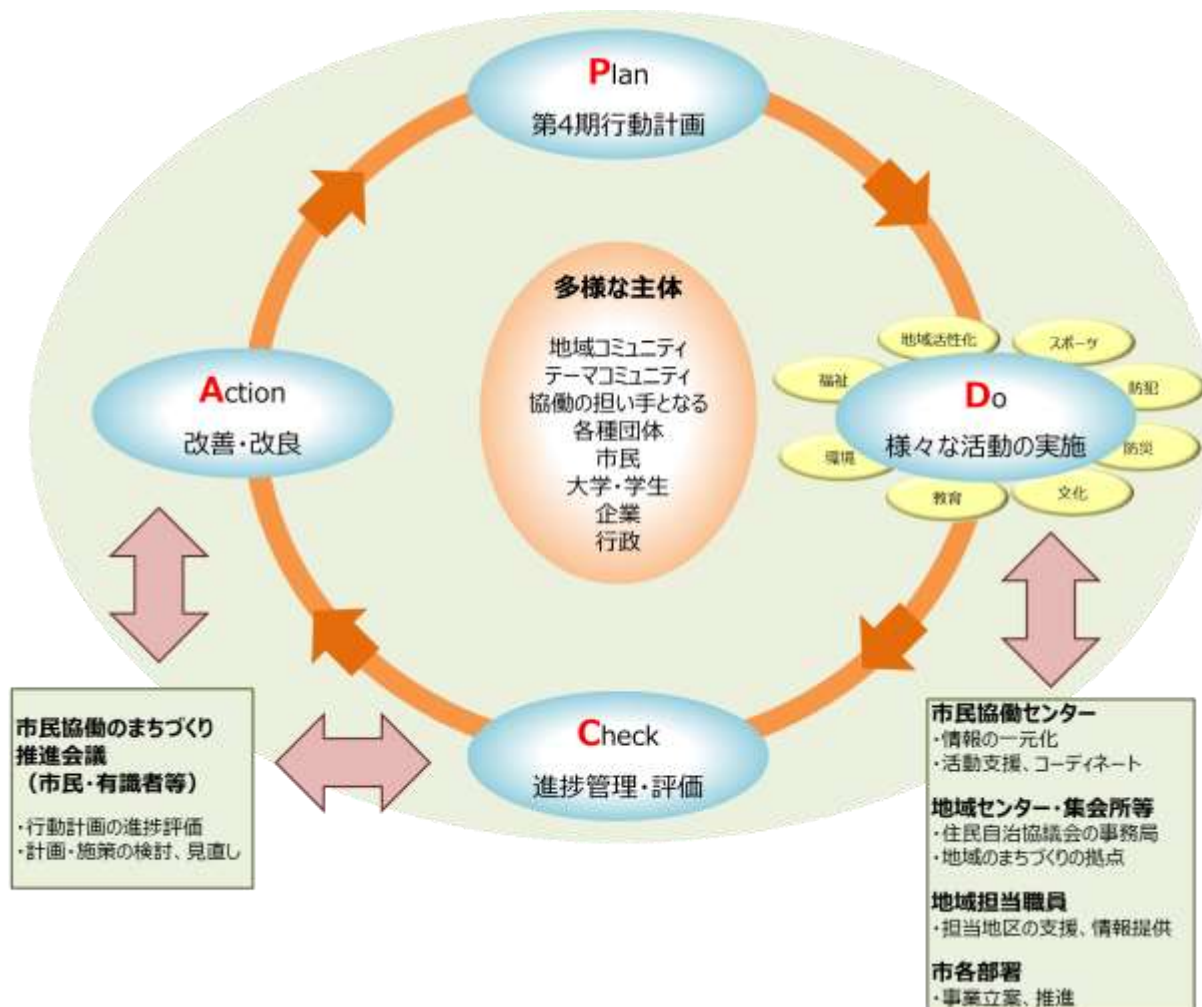 Plan
第4期行動計画
多様な主体
地域コミュニティ
テーマコミュニティ
協働の担い手となる
各種団体
市民
大学・学生
企業
行政
地域活性化
スポーツ
福祉
防犯
Do
様々な活動の実施
環境
防災
教育
文化
Action
改善・改良
Check
進捗管理・評価
市民協働のまちづくり
推進会議
(市民・有識者等)
・行動計画の進捗評価
・計画・施策の検討、見直し
市民協働センター
・情報の一元化
・活動支援、コーディネート
地域センター・集会所等
・住民自治協議会の事務局
・地域のまちづくりの拠点
地域担当職員
・担当地区の支援、情報提供
市各部署
・事業立案、推進